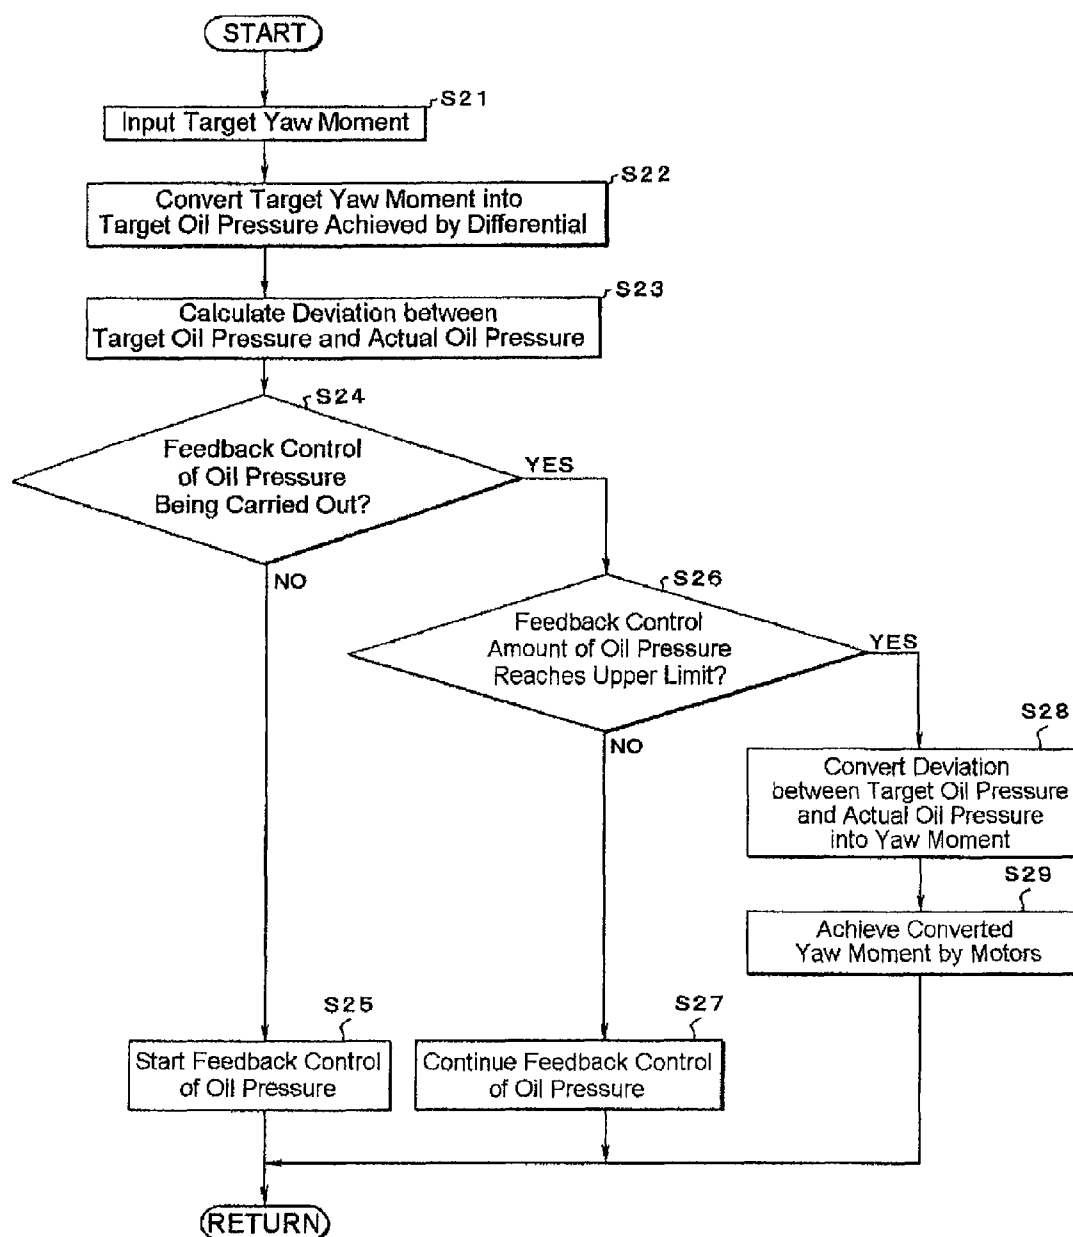 START
S21
Input Target Yaw Moment
S22
Convert Target Yaw Moment into
Target Oil Pressure Achieved by Differential
S23
Calculate Deviation between
Target Oil Pressure and Actual Oil Pressure
S24
Feedback Control
of Oil Pressure
Being Carried Out?
YES
NO
S26
Feedback Control
Amount of Oil Pressure
Reaches Upper Limit?
YES
NO
S28
Convert Deviation
between Target Oil Pressure
and Actual Oil Pressure
into Yaw Moment
S29
Achieve Converted
Yaw Moment by Motors
S25
Start Feedback Control
of Oil Pressure
S27
Continue Feedback Control
of Oil Pressure
RETURN